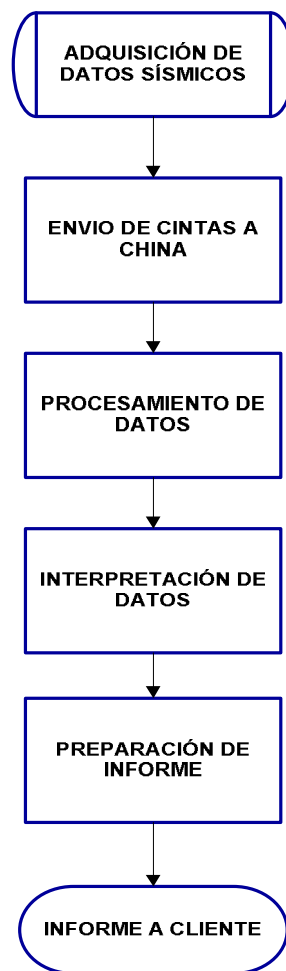 ADQUISICIÓN DE
DATOS SÍSMICOS
ENVIO DE CINTAS A
CHINA
PROCESAMIENTO DE
DATOS
INTERPRETACIÓN DE
DATOS
PREPARACIÓN DE
INFORME
INFORME A CLIENTE